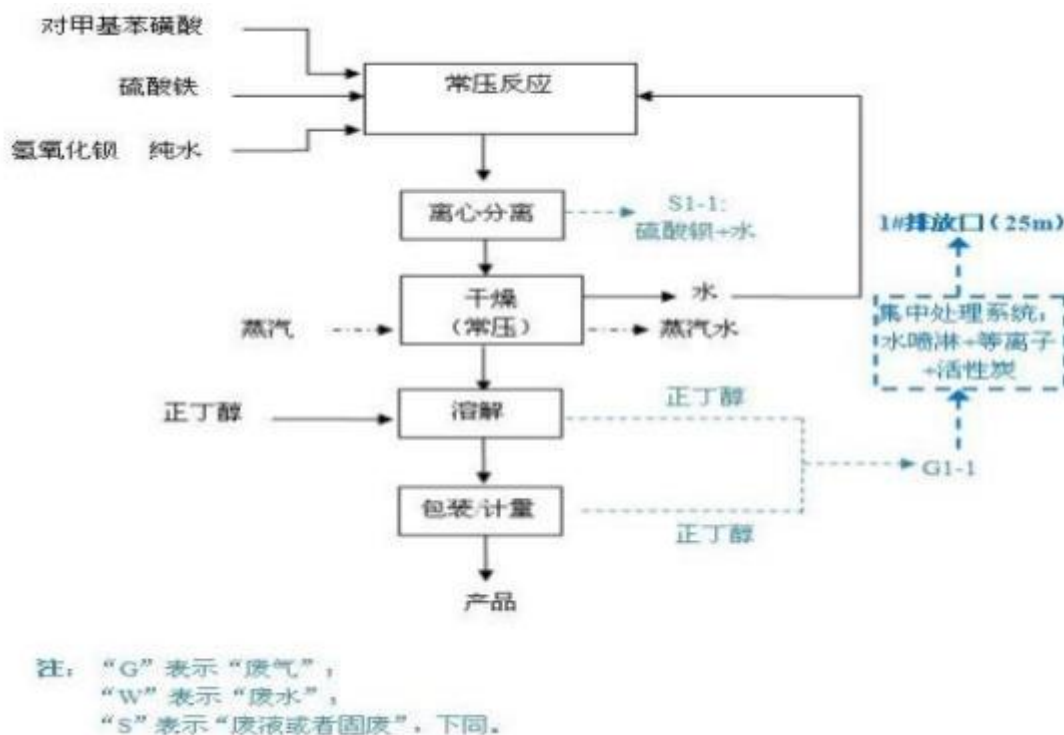 对甲基苯磺酸
硫酸铁
氢氧化钡 纯水
常压反应
离心分离
S1-1:
硫酸钡+水
干燥
（常压）
水
蒸汽
蒸汽水
正丁醇
溶解
正丁醇
包装/计量
正丁醇
产品
1#排放口（25m）
集中处理系统：
水喷淋+等离子
+活性炭
G1-1
注：“G”表示“废气”；
“W”表示“废水”，
“S”表示“废液或者固废”，下同。